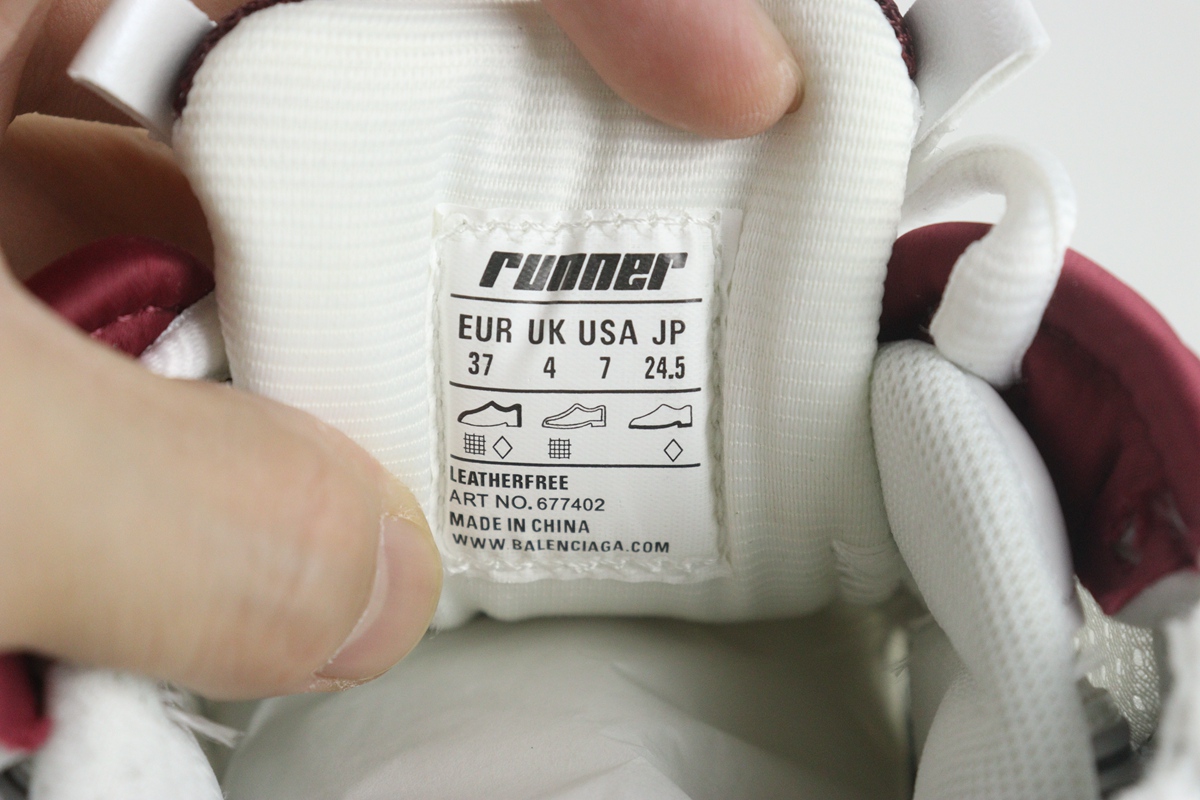 runner
EUR UK USA JP
37 4 7 24.5
LEATHERFREE
ART NO. 677402
MADE IN CHINA
WWW BALENCIAGA.COM